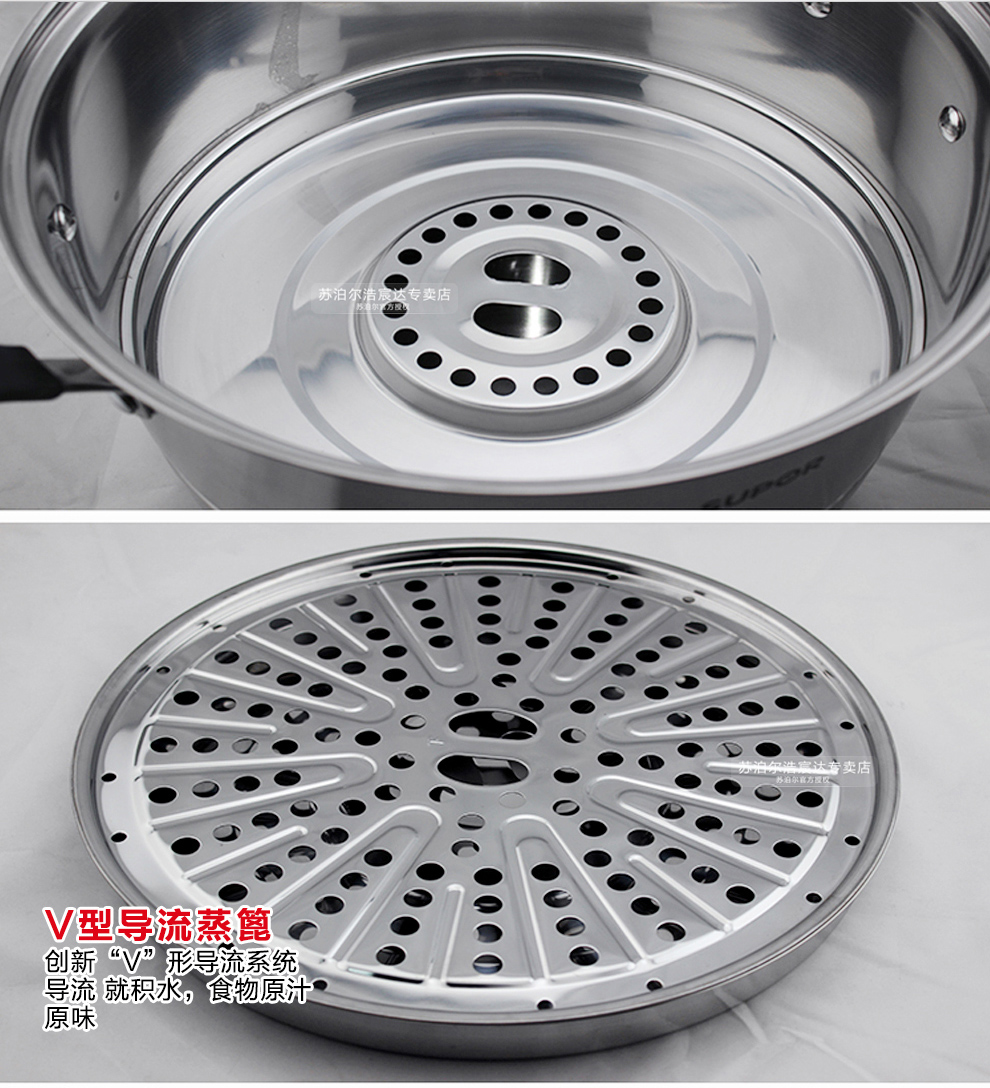 苏泊尔浩宸达专卖店
苏泊尔官方授权
SUPOR
苏泊尔浩宸达专卖店
苏泊尔官方授权
V型导流蒸篦
创新“V”形导流系统
导流 就积水，食物原汁
原味